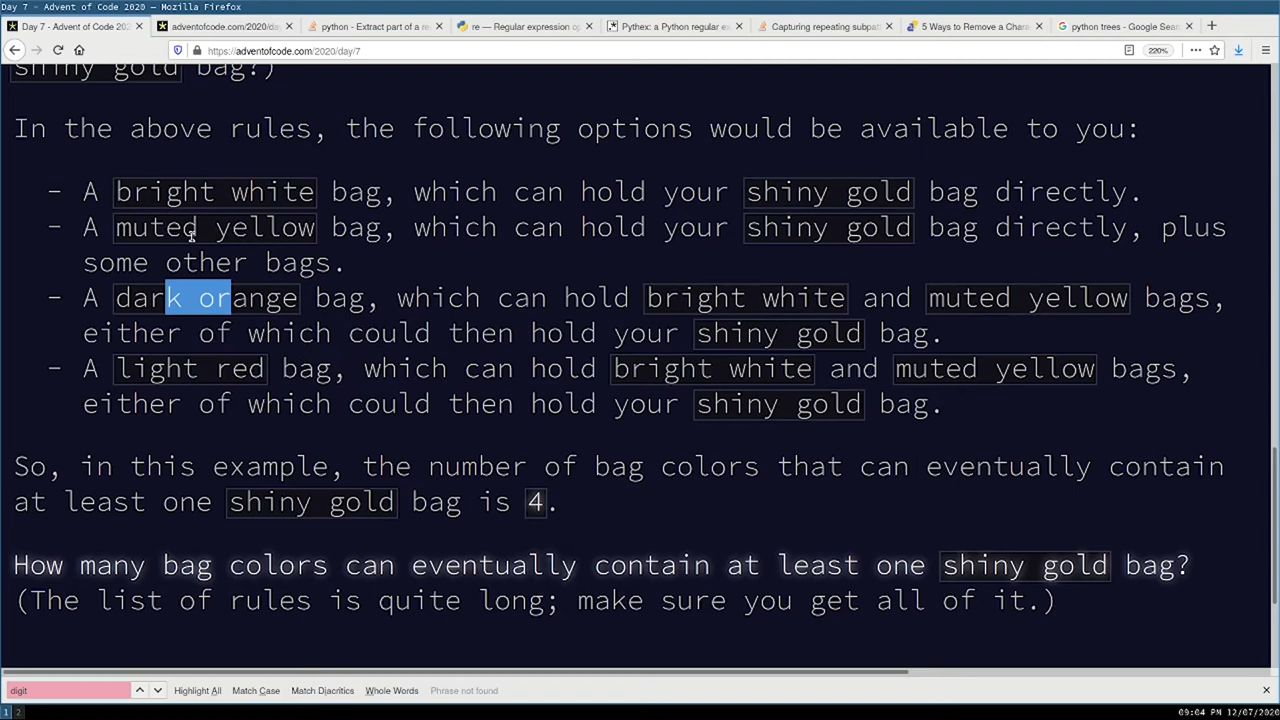 Day 7 - Advent of Code 2020 — Mozilla Firefox
Day 7 - Advent of Code 202
adventofcode.com/2020/day/
python - Extract part of a re
re — Regular expression op
Pythex: a Python regular ex
Capturing repeating subpat
5 Ways to Remove a Chara
python trees - Google Sear
https://adventofcode.com/2020/day/7
220%
shiny gold bag?)
In the above rules, the following options would be available to you:
- A bright white bag, which can hold your shiny gold bag directly.
- A muted yellow bag, which can hold your shiny gold bag directly, plus
some other bags.
- A dark orange bag, which can hold bright white and muted yellow bags,
either of which could then hold your shiny gold bag.
- A light red bag, which can hold bright white and muted yellow bags,
either of which could then hold your shiny gold bag.
So, in this example, the number of bag colors that can eventually contain
at least one shiny gold bag is 4.
How many bag colors can eventually contain at least one shiny gold bag?
(The list of rules is quite long; make sure you get all of it.)
digit
Highlight All
Match Case
Match Diacritics
Whole Words
Phrase not found
1 2
09:04 PM 12/07/2020